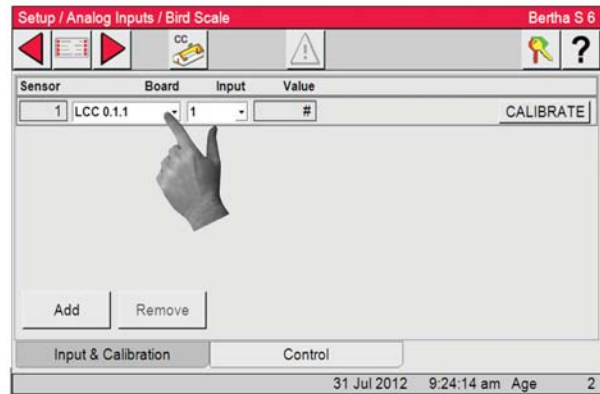 Setup / Analog Inputs / Bird Scale Bertha S 6
CC ?
Sensor Board Input Value
1 LCC 0.1.1 1 # CALIBRATE
Add Remove
Input & Calibration Control
31 Jul 2012 9:24:14 am Age 2